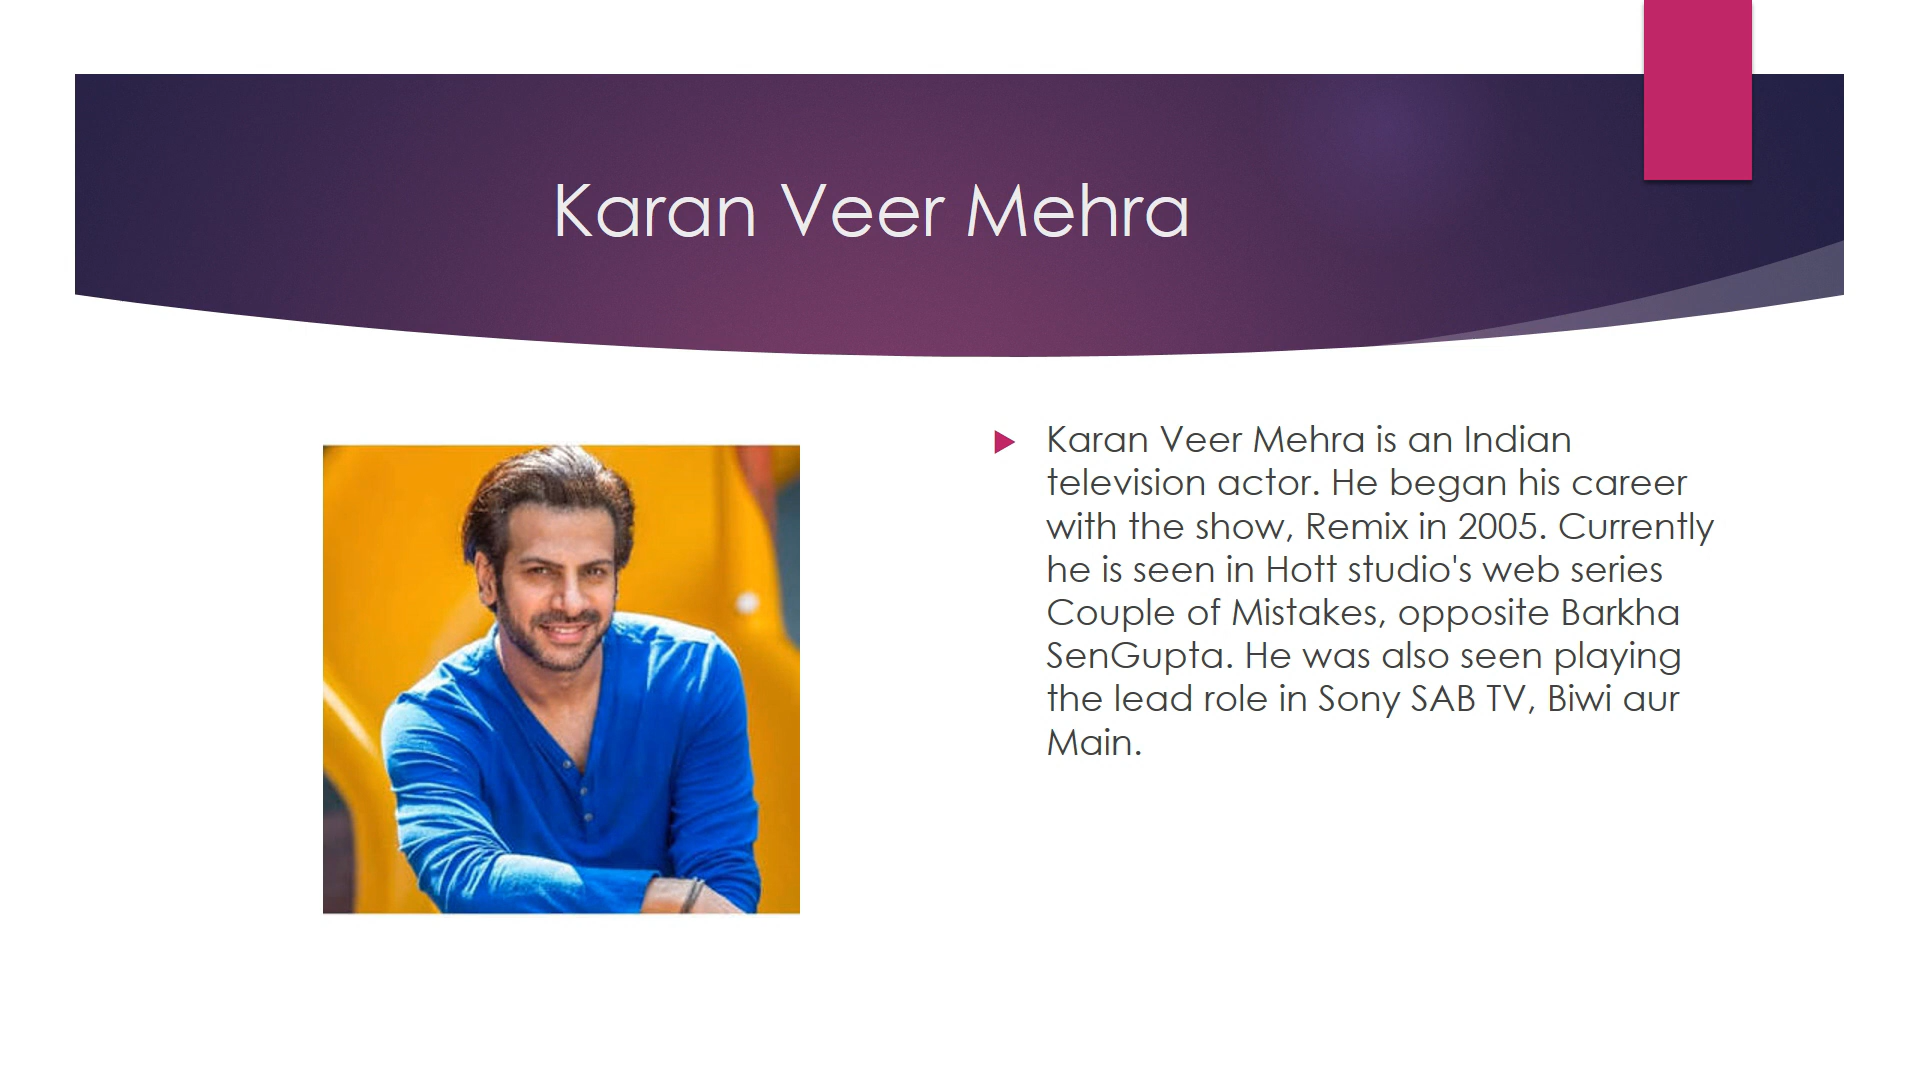 Karan Veer Mehra
Karan Veer Mehra is an Indian
television actor. He began his career
with the show, Remix in 2005. Currently
he is seen in Hott studio's web series
Couple of Mistakes, opposite Barkha
SenGupta. He was also seen playing
the lead role in Sony SAB TV, Biwi aur
Main.